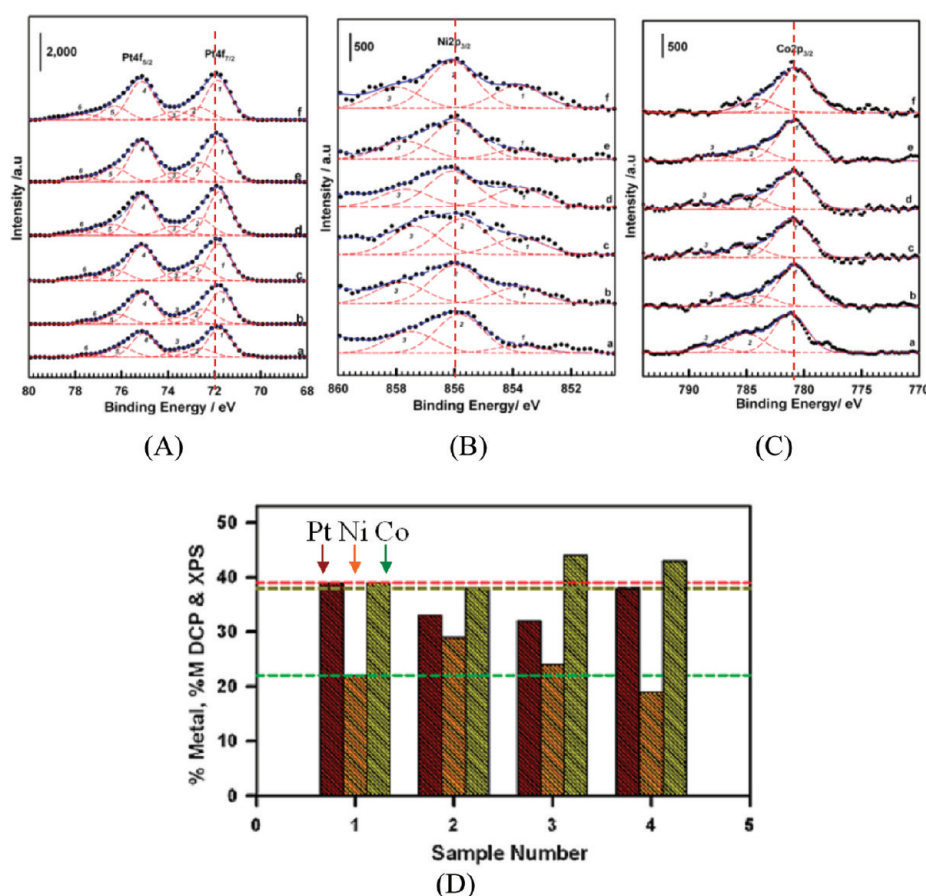 2,000
Pt4f5/2
Pt4f7/2
f
e
d
c
b
a
Intensity /a.u
80 78 76 74 72 70 68
Binding Energy/ eV
(A)
500
Ni2p3/2
f
e
d
c
b
a
Intensity / a.u
860 858 856 854 852
Binding Energy/ eV
(B)
500
Co2p3/2
f
e
d
c
b
a
Intensity /a.u
790 785 780 775 770
Binding Energy/ eV
(C)
% Metal, %M DCP & XPS
50
40
30
20
10
0
Pt Ni Co
0 1 2 3 4 5
Sample Number
(D)